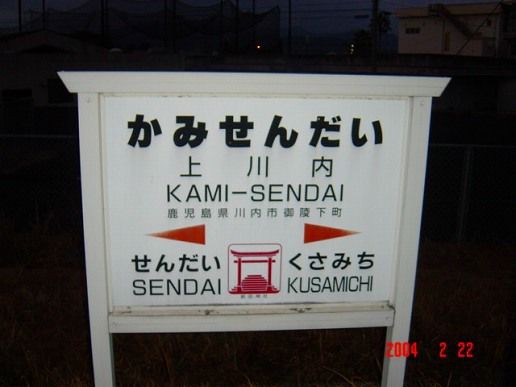 かみせんだい
上川内
KAMI-SENDAI
鹿児島県川内市御陵下町
せんだい くさみち
SENDAI KUSAMICHI
2004 2 22